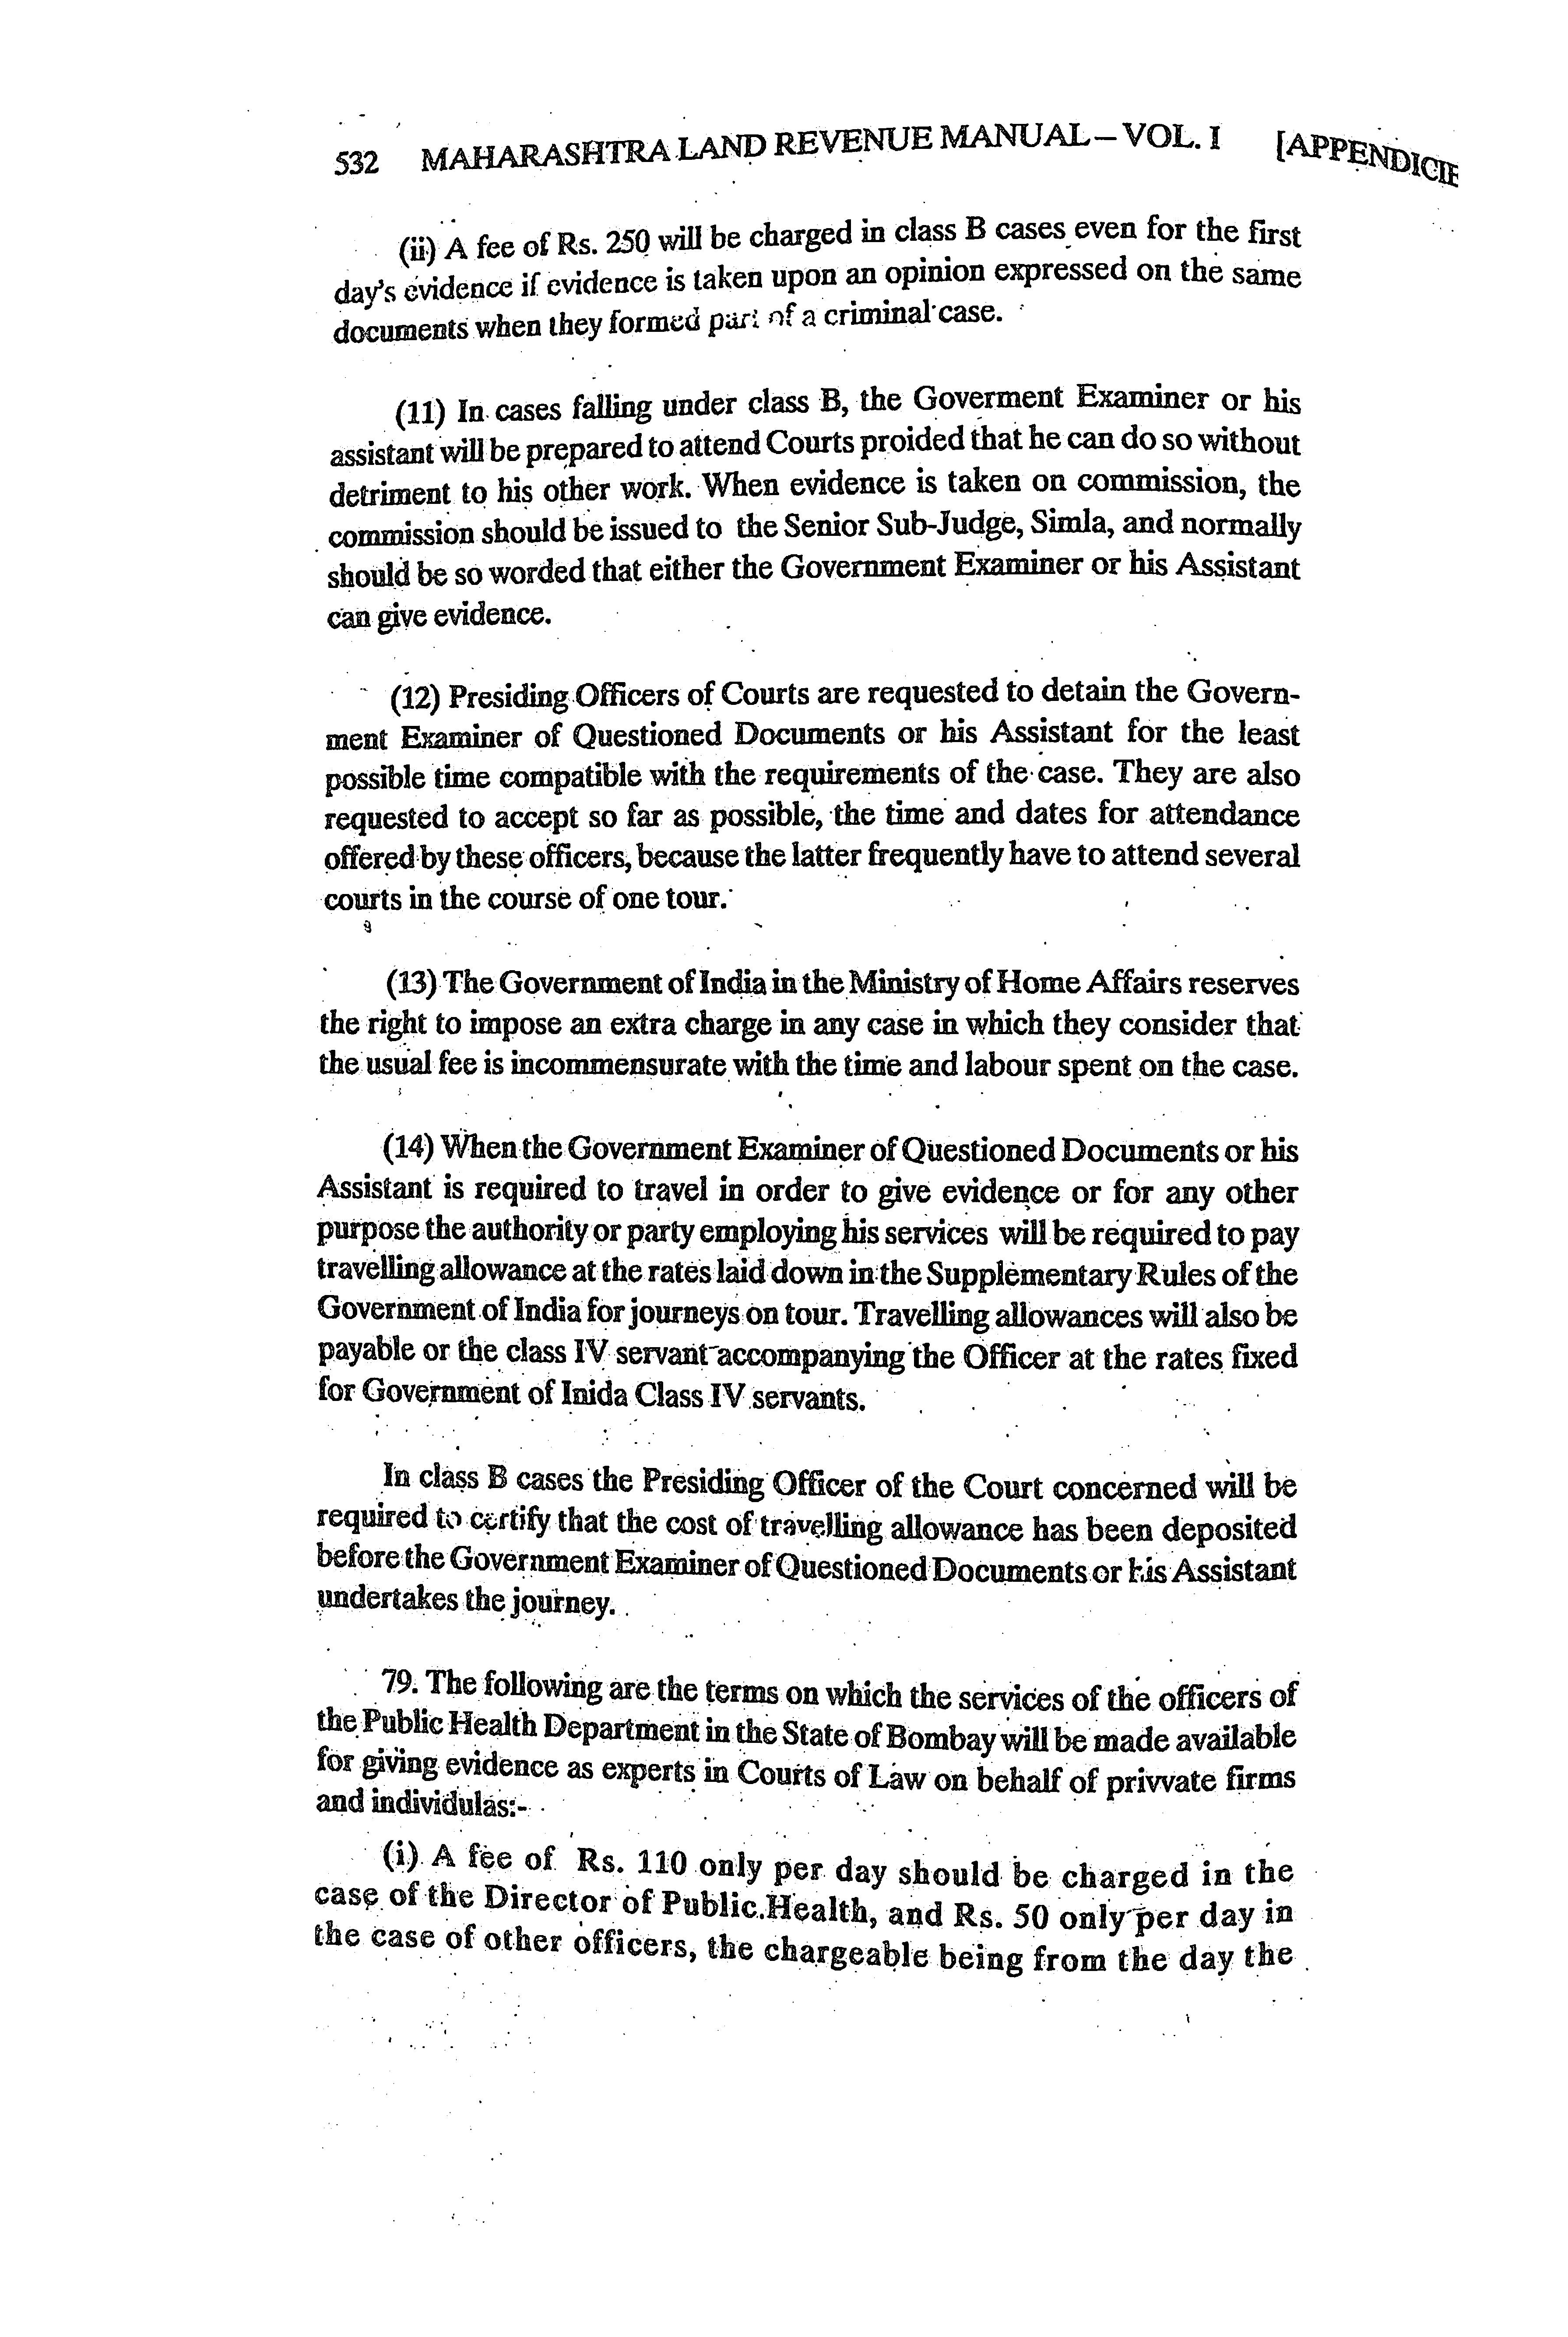 532 MAHARASHTRA LAND REVENUE MANUAL – VOL. I [APPENDICIE
(ii) A fee of Rs. 250 will be charged in class B cases even for the first
day's evidence if evidence is taken upon an opinion expressed on the same
documents when they formed part of a criminal case.
(11) In cases falling under class B, the Goverment Examiner or his
assistant will be prepared to attend Courts proided that he can do so without
detriment to his other work. When evidence is taken on commission, the
commission should be issued to the Senior Sub-Judge, Simla, and normally
should be so worded that either the Government Examiner or his Assistant
can give evidence.
(12) Presiding Officers of Courts are requested to detain the Govern-
ment Examiner of Questioned Documents or his Assistant for the least
possible time compatible with the requirements of the case. They are also
requested to accept so far as possible, the time and dates for attendance
offered by these officers, because the latter frequently have to attend several
courts in the course of one tour.
(13) The Government of India in the Ministry of Home Affairs reserves
the right to impose an extra charge in any case in which they consider that
the usual fee is incommensurate with the time and labour spent on the case.
(14) When the Government Examiner of Questioned Documents or his
Assistant is required to travel in order to give evidence or for any other
purpose the authority or party employing his services will be required to pay
travelling allowance at the rates laid down in the Supplementary Rules of the
Government of India for journeys on tour. Travelling allowances will also be
payable or the class IV servant accompanying the Officer at the rates fixed
for Government of Inida Class IV servants.
In class B cases the Presiding Officer of the Court concerned will be
required to certify that the cost of travelling allowance has been deposited
before the Government Examiner of Questioned Documents or his Assistant
undertakes the journey.
79. The following are the terms on which the services of the officers of
the Public Health Department in the State of Bombay will be made available
for giving evidence as experts in Courts of Law on behalf of privvate firms
and individulas:-
(i) A fee of Rs. 110 only per day should be charged in the
case of the Director of Public Health, and Rs. 50 only per day in
the case of other officers, the chargeable being from the day the